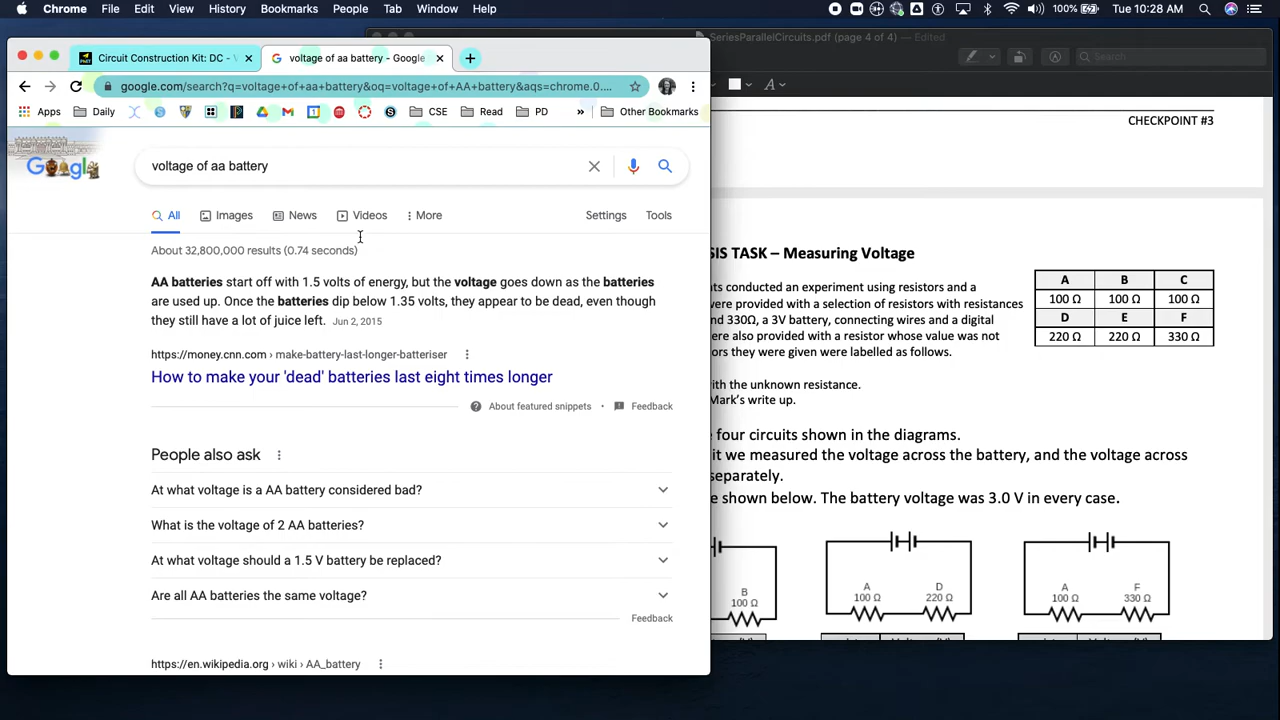 Chrome File Edit View History Bookmarks People Tab Window Help 100% Tue 10:28 AM
SeriesParallelCircuits.pdf (page 4 of 4) — Edited
Circuit Construction Kit: DC - voltage of aa battery - Google
Search
google.com/search?q=voltage+of+aa+battery&oq=voltage+of+AA+battery&aqs=chrome.0....
Apps Daily CSE Read PD » Other Bookmarks
CHECKPOINT #3
Google
voltage of aa battery
All Images News Videos More Settings Tools
About 32,800,000 results (0.74 seconds)
AA batteries start off with 1.5 volts of energy, but the voltage goes down as the batteries
are used up. Once the batteries dip below 1.35 volts, they appear to be dead, even though
they still have a lot of juice left. Jun 2, 2015
https://money.cnn.com › make-battery-last-longer-batteriser
How to make your 'dead' batteries last eight times longer
About featured snippets • Feedback
People also ask
At what voltage is a AA battery considered bad?
What is the voltage of 2 AA batteries?
At what voltage should a 1.5 V battery be replaced?
Are all AA batteries the same voltage?
Feedback
https://en.wikipedia.org › wiki › AA_battery
SIS TASK – Measuring Voltage
nts conducted an experiment using resistors and a
were provided with a selection of resistors with resistances
nd 330Ω, a 3V battery, connecting wires and a digital
ere also provided with a resistor whose value was not
ors they were given were labelled as follows.
A B C
100 Ω 100 Ω 100 Ω
D E F
220 Ω 220 Ω 330 Ω
ith the unknown resistance.
Mark's write up.
e four circuits shown in the diagrams.
it we measured the voltage across the battery, and the voltage across
separately.
e shown below. The battery voltage was 3.0 V in every case.
B
100 Ω
A D
100 Ω 220 Ω
A F
100 Ω 330 Ω